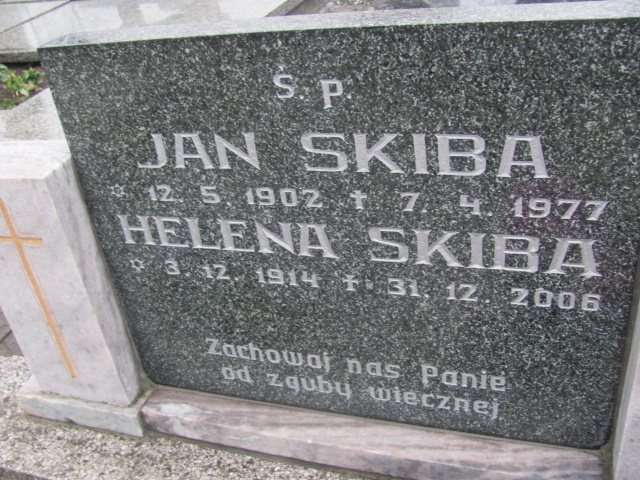 Ś. P.
JAN SKIBA
✡ 12. 5. 1902 ✝ 7. 4. 1977
HELENA SKIBA
✡ 3. 12. 1914 ✝ 31. 12. 2006
Zachowaj nas Panie
od zguby wiecznej